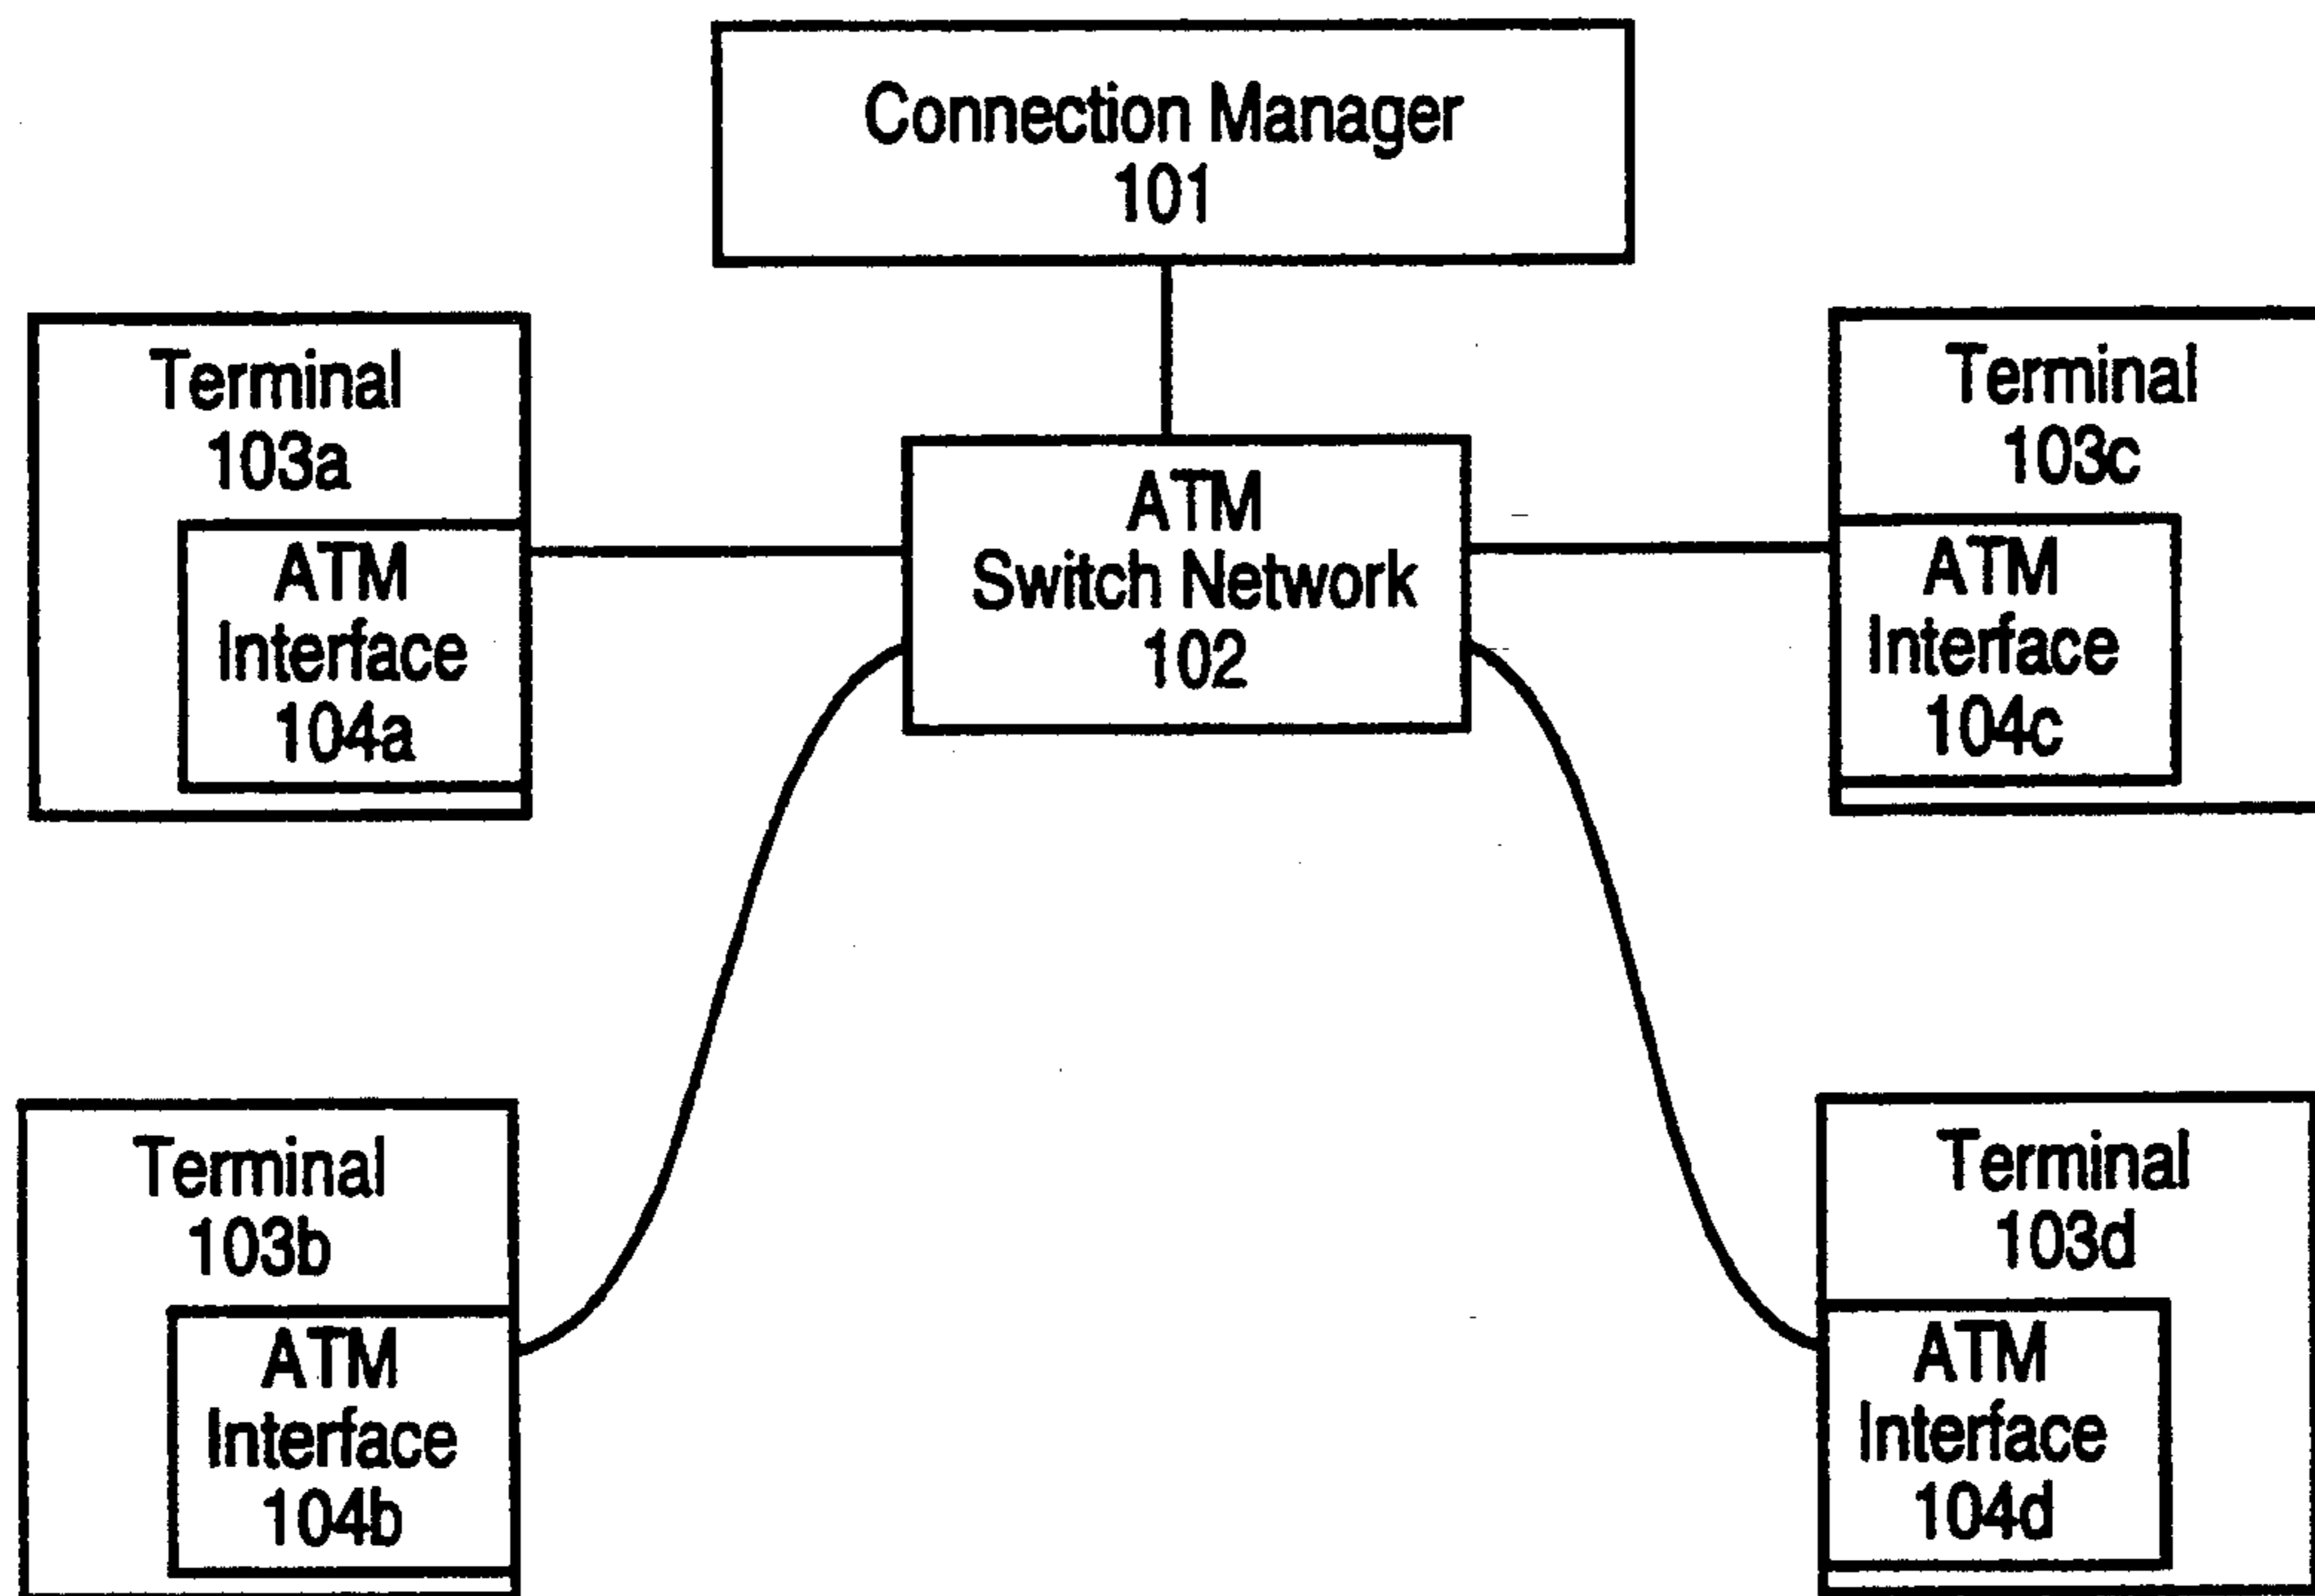 Connection Manager
101
Terminal
103a
ATM
Interface
104a
ATM
Switch Network
102
Terminal
103c
ATM
Interface
104c
Terminal
103b
ATM
Interface
104b
Terminal
103d
ATM
Interface
104d